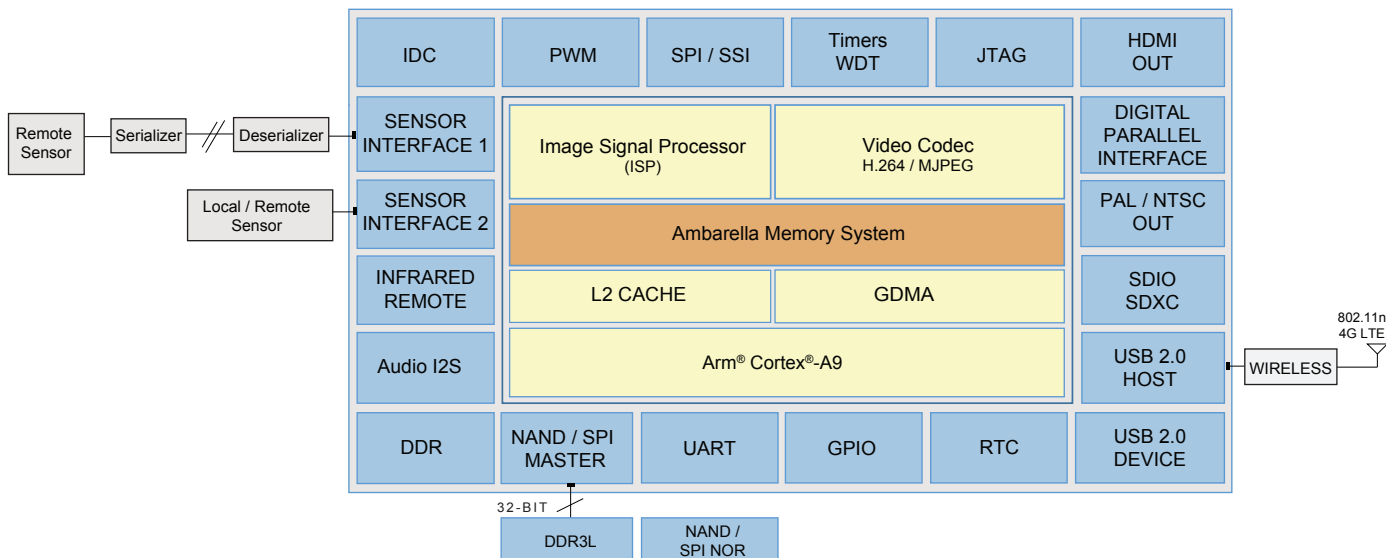 IDC
PWM
SPI / SSI
Timers
WDT
JTAG
HDMI
OUT
Remote
Sensor
Serializer
Deserializer
SENSOR
INTERFACE 1
Image Signal Processor
(ISP)
Video Codec
H.264 / MJPEG
DIGITAL
PARALLEL
INTERFACE
Local / Remote
Sensor
SENSOR
INTERFACE 2
Ambarella Memory System
PAL / NTSC
OUT
INFRARED
REMOTE
L2 CACHE
GDMA
SDIO
SDXC
802.11n
4G LTE
Audio I2S
Arm® Cortex®-A9
USB 2.0
HOST
WIRELESS
DDR
NAND / SPI
MASTER
UART
GPIO
RTC
USB 2.0
DEVICE
32-BIT
DDR3L
NAND /
SPI NOR